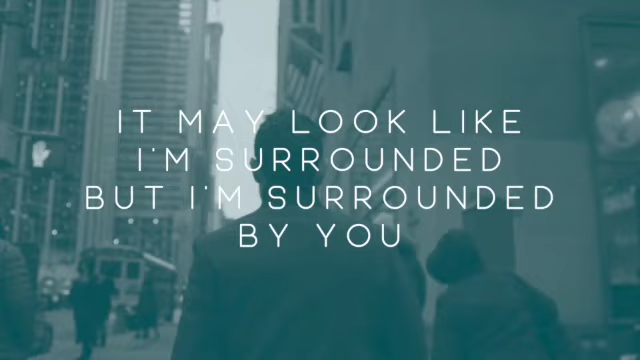 IT MAY LOOK LIKE
I'M SURROUNDED
BUT I'M SURROUNDED
BY YOU